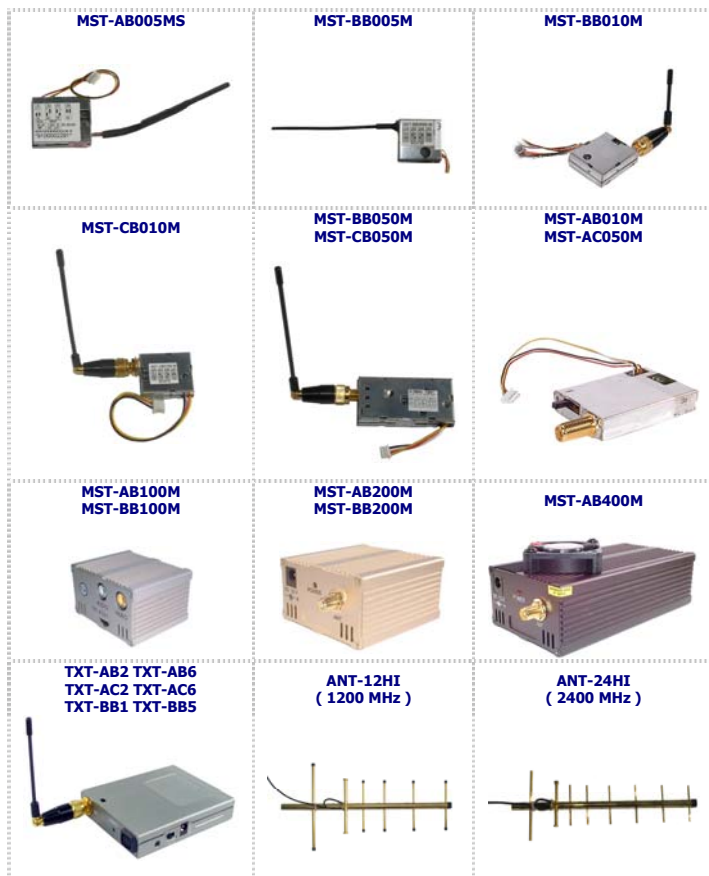 MST-AB005MS
MST-BB005M
MST-BB010M
MST-CB010M
MST-BB050M
MST-CB050M
MST-AB010M
MST-AC050M
MST-AB100M
MST-BB100M
MST-AB200M
MST-BB200M
MST-AB400M
TXT-AB2 TXT-AB6
TXT-AC2 TXT-AC6
TXT-BB1 TXT-BB5
ANT-12HI
( 1200 MHz )
ANT-24HI
( 2400 MHz )